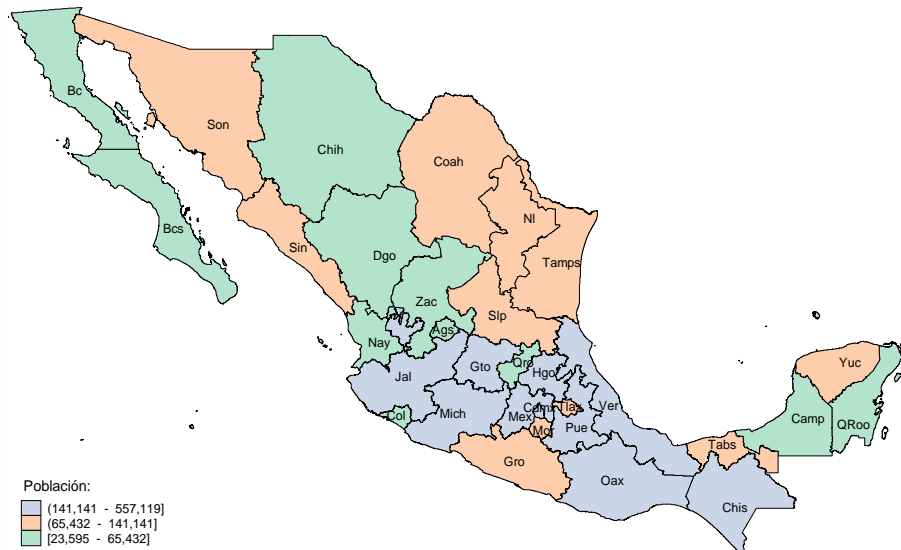 Bc
Son
Chih
Coah
Nl
Bcs
Sin
Dgo
Tamps
Zac
Slp
Ags
Nay
Jal
Gto
Qro
Hgo
Yuc
Col
Mich
Mex
Cdmx
Tlax
Ver
Mor
Pue
Camp
QRoo
Tabs
Gro
Oax
Chis
Población:
(141,141 - 557,119]
(65,432 - 141,141]
[23,595 - 65,432]